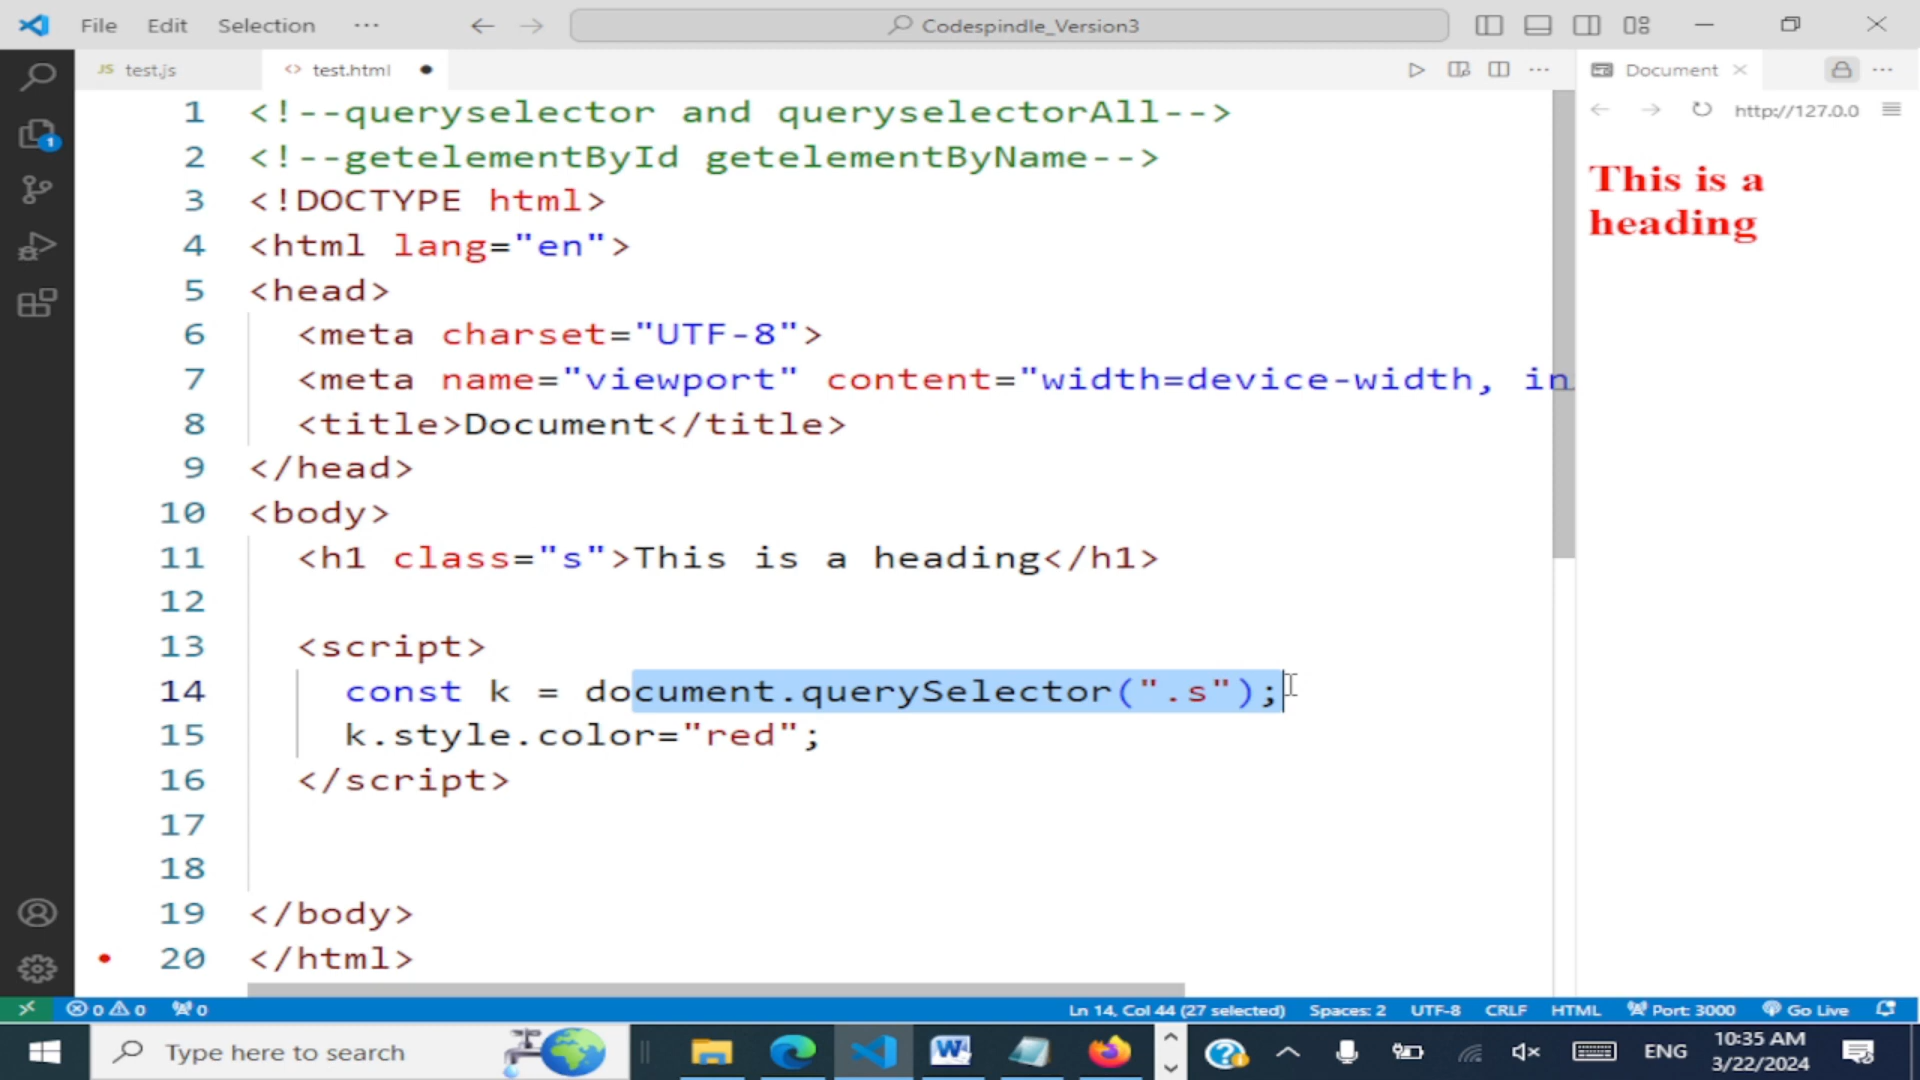 File Edit Selection ··· Codespindle_Version3
JS test.js <> test.html Document
http://127.0.0
1 <!--queryselector and queryselectorAll-->
2 <!--getelementById getelementByName-->
3 <!DOCTYPE html>
4 <html lang="en">
5 <head>
6 <meta charset="UTF-8">
7 <meta name="viewport" content="width=device-width, in
8 <title>Document</title>
9 </head>
10 <body>
11 <h1 class="s">This is a heading</h1>
12
13 <script>
14 const k = document.querySelector(".s");
15 k.style.color="red";
16 </script>
17
18
19 </body>
20 </html>
This is a
heading
0 0 0 Ln 14, Col 44 (27 selected) Spaces: 2 UTF-8 CRLF HTML Port: 3000 Go Live
Type here to search ENG 10:35 AM
3/22/2024